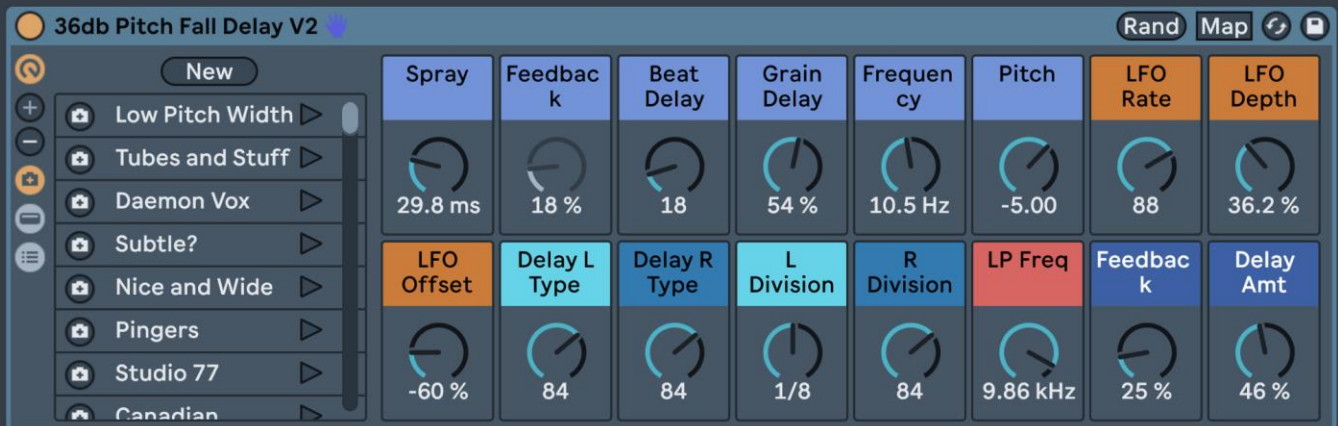 36db Pitch Fall Delay V2
Rand Map
New
Low Pitch Width
Tubes and Stuff
Daemon Vox
Subtle?
Nice and Wide
Pingers
Studio 77
Canadian
Spray Feedbac Beat Grain Frequen Pitch LFO LFO
k Delay Delay cy Rate Depth
29.8 ms 18 % 18 54 % 10.5 Hz -5.00 88 36.2 %
LFO Delay L Delay R L R LP Freq Feedbac Delay
Offset Type Type Division Division k Amt
-60 % 84 84 1/8 84 9.86 kHz 25 % 46 %